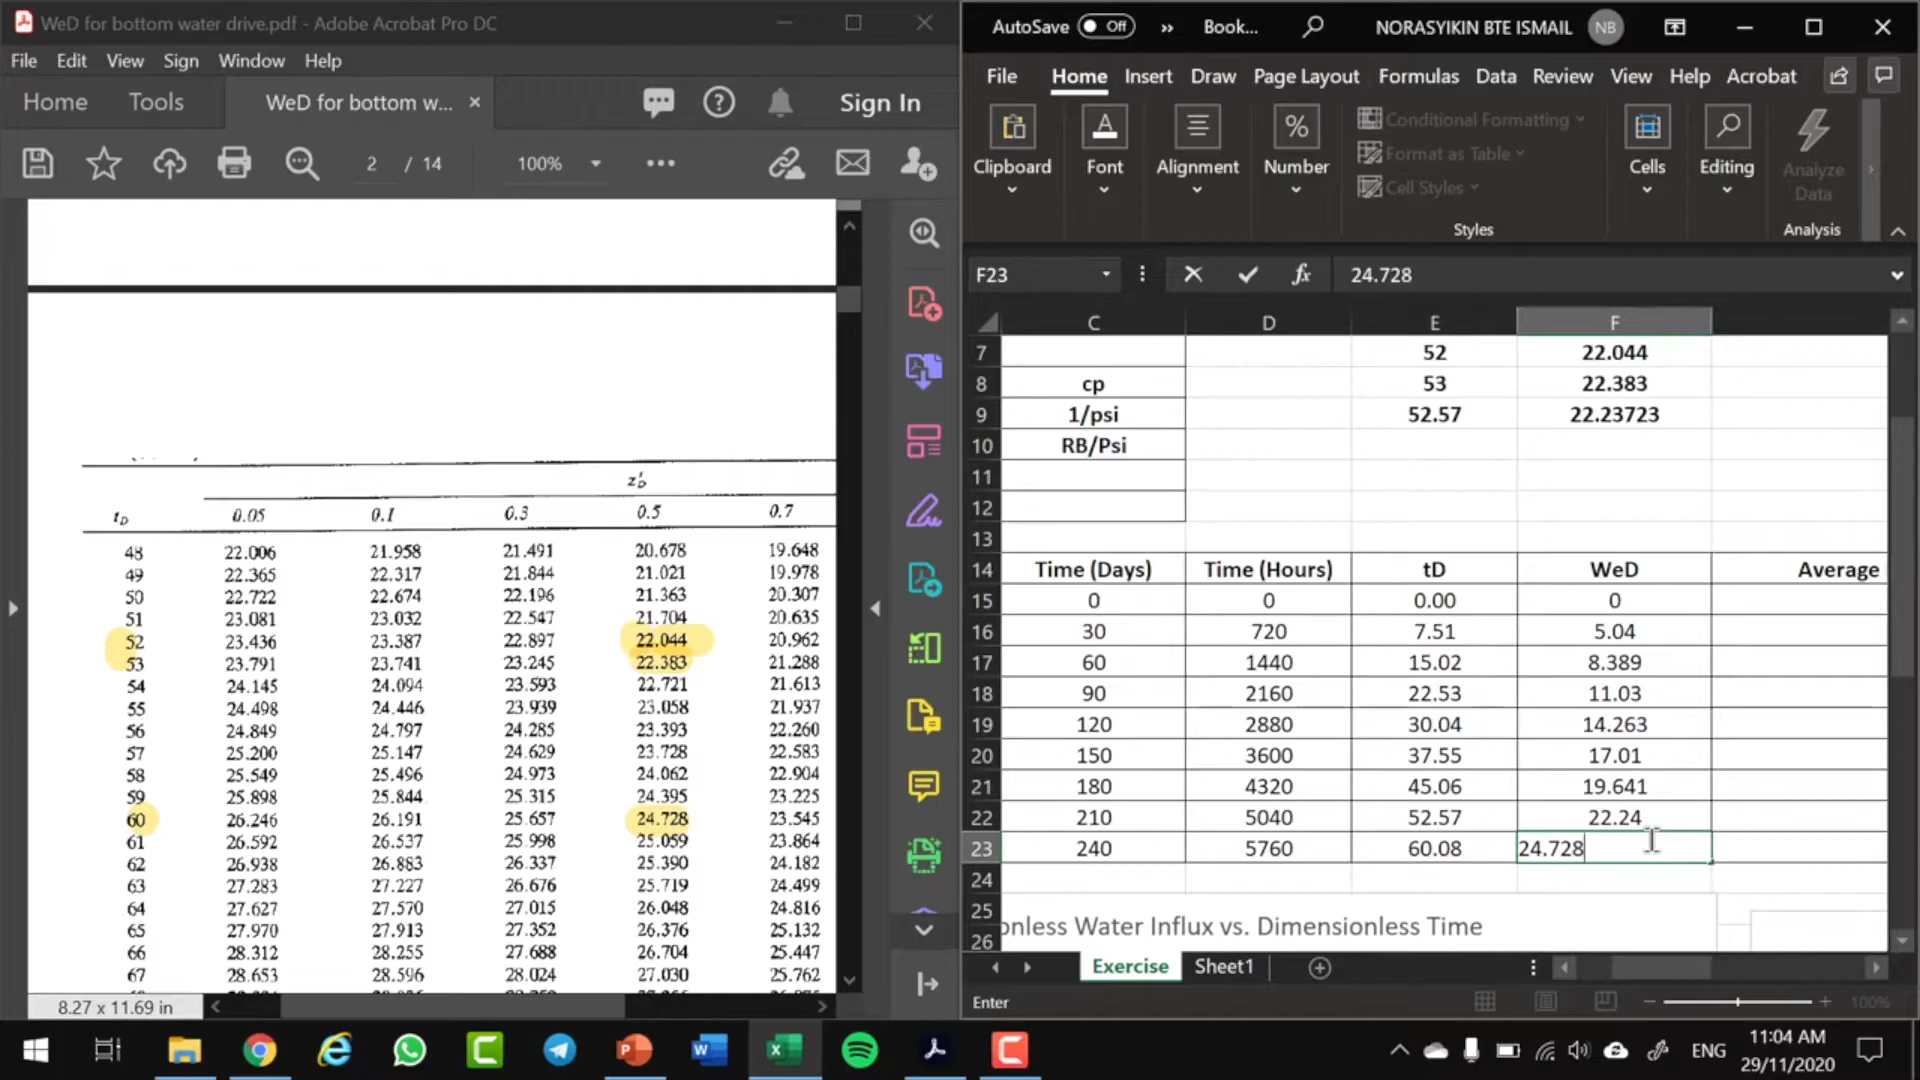 WeD for bottom water drive.pdf - Adobe Acrobat Pro DC
File Edit View Sign Window Help
Home Tools WeD for bottom w... × Sign In
2 / 14 100%
z'D
tD 0.05 0.1 0.3 0.5 0.7
48 22.006 21.958 21.491 20.678 19.648
49 22.365 22.317 21.844 21.021 19.978
50 22.722 22.674 22.196 21.363 20.307
51 23.081 23.032 22.547 21.704 20.635
52 23.436 23.387 22.897 22.044 20.962
53 23.791 23.741 23.245 22.383 21.288
54 24.145 24.094 23.593 22.721 21.613
55 24.498 24.446 23.939 23.058 21.937
56 24.849 24.797 24.285 23.393 22.260
57 25.200 25.147 24.629 23.728 22.583
58 25.549 25.496 24.973 24.062 22.904
59 25.898 25.844 25.315 24.395 23.225
60 26.246 26.191 25.657 24.728 23.545
61 26.592 26.537 25.998 25.059 23.864
62 26.938 26.883 26.337 25.390 24.182
63 27.283 27.227 26.676 25.719 24.499
64 27.627 27.570 27.015 26.048 24.816
65 27.970 27.913 27.352 26.376 25.132
66 28.312 28.255 27.688 26.704 25.447
67 28.653 28.596 28.024 27.030 25.762
8.27 x 11.69 in
AutoSave Off » Book... NORASYIKIN BTE ISMAIL NB
File Home Insert Draw Page Layout Formulas Data Review View Help Acrobat
Clipboard Font Alignment Number Conditional Formatting Format as Table Cell Styles Cells Editing Analyze Data
Styles Analysis
F23 fx 24.728
C D E F
7 52 22.044
8 cp 53 22.383
9 1/psi 52.57 22.23723
10 RB/Psi
11
12
13
14 Time (Days) Time (Hours) tD WeD Average
15 0 0 0.00 0
16 30 720 7.51 5.04
17 60 1440 15.02 8.389
18 90 2160 22.53 11.03
19 120 2880 30.04 14.263
20 150 3600 37.55 17.01
21 180 4320 45.06 19.641
22 210 5040 52.57 22.24
23 240 5760 60.08 24.728
24
25
onless Water Influx vs. Dimensionless Time
26
Exercise Sheet1
Enter 100%
ENG 11:04 AM
29/11/2020